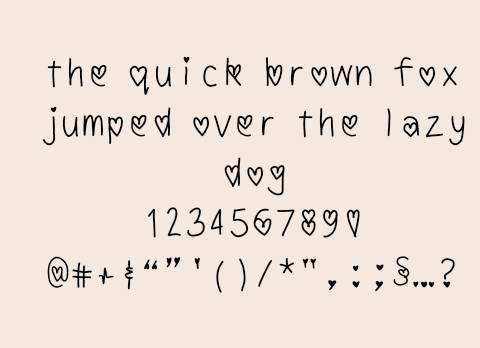 the quick brown fox
jumped over the lazy
dog
1234567890
@#+&“”'()/*",:;§...?